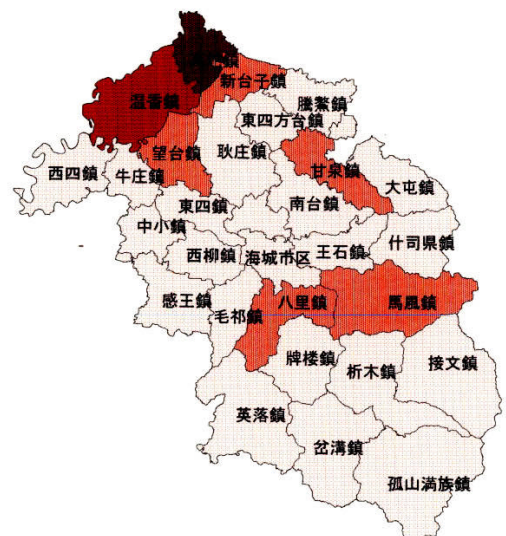 新台子鎮
温香鎮
騰鰲鎮
東四方台鎮
望台鎮
耿庄鎮
甘泉鎮
西四鎮
牛庄鎮
大屯鎮
東四鎮
南台鎮
中小鎮
什司県鎮
西柳鎮
海城市区
王石鎮
感王鎮
毛祁鎮
八里鎮
馬風鎮
牌楼鎮
析木鎮
接文鎮
英落鎮
岔溝鎮
孤山満族鎮